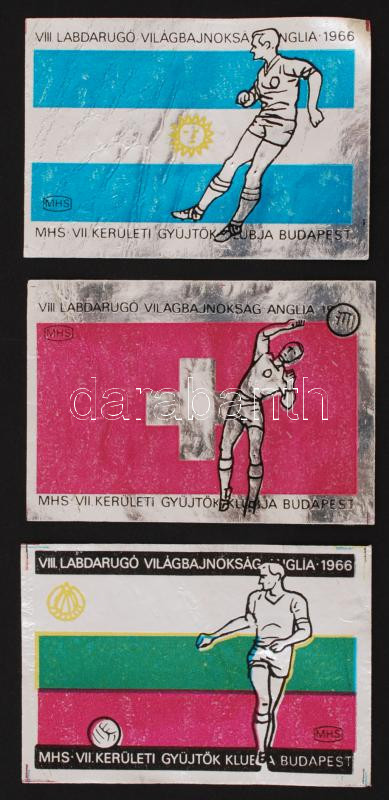 VIII. LABDARUGÓ VILÁGBAJNOKSÁG ANGLIA · 1966
MHS
MHS · VII. KERÜLETI GYŰJTŐK KLUBJA BUDAPEST
VIII LABDARUGÓ VILÁGBAJNOKSÁG ANGLIA 19
MHS
darabanth
MHS · VII. KERÜLETI GYŰJTŐK KLUBJA BUDAPEST
VIII. LABDARUGÓ VILÁGBAJNOKSÁG ANGLIA · 1966
MHS
MHS · VII. KERÜLETI GYŰJTŐK KLUBJA BUDAPEST